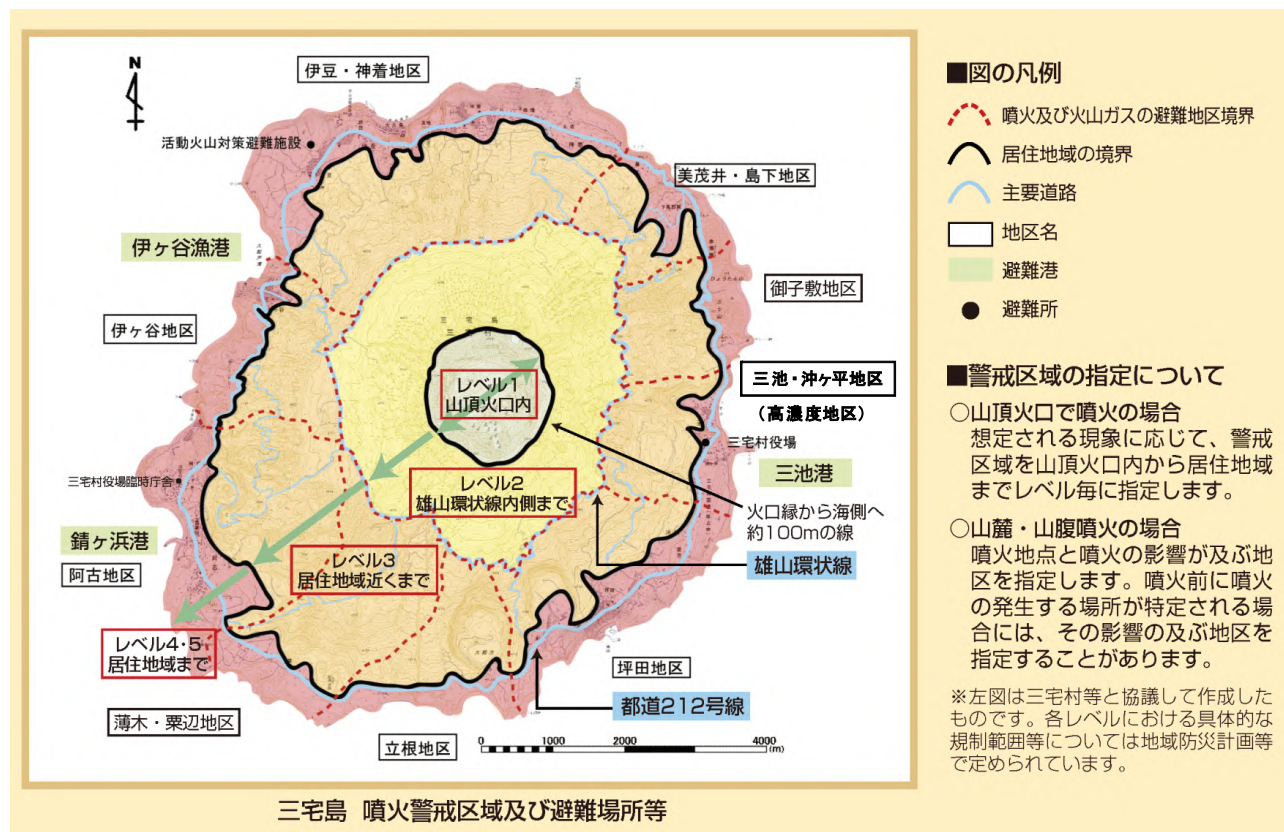 N
伊豆・神着地区
活動火山対策避難施設
美茂井・島下地区
伊ヶ谷漁港
御子敷地区
伊ヶ谷地区
三宅島
三宅村
レベル1
山頂火口内
三池・沖ヶ平地区
(高濃度地区)
三宅村役場
三池港
三宅村役場臨時庁舎
レベル2
雄山環状線内側まで
火口縁から海側へ
約100mの線
錆ヶ浜港
阿古地区
レベル3
居住地域近くまで
雄山環状線
レベル4・5
居住地域まで
坪田地区
都道212号線
薄木・粟辺地区
立根地区
0 1000 2000 4000
(m)
三宅島 噴火警戒区域及び避難場所等
■図の凡例
噴火及び火山ガスの避難地区境界
居住地域の境界
主要道路
地区名
避難港
避難所
■警戒区域の指定について
○山頂火口で噴火の場合
想定される現象に応じて、警戒
区域を山頂火口内から居住地域
までレベル毎に指定します。
○山麓・山腹噴火の場合
噴火地点と噴火の影響が及ぶ地
区を指定します。噴火前に噴火
の発生する場所が特定される場
合には、その影響の及ぶ地区を
指定することがあります。
※左図は三宅村等と協議して作成した
ものです。各レベルにおける具体的な
規制範囲等については地域防災計画等
で定められています。